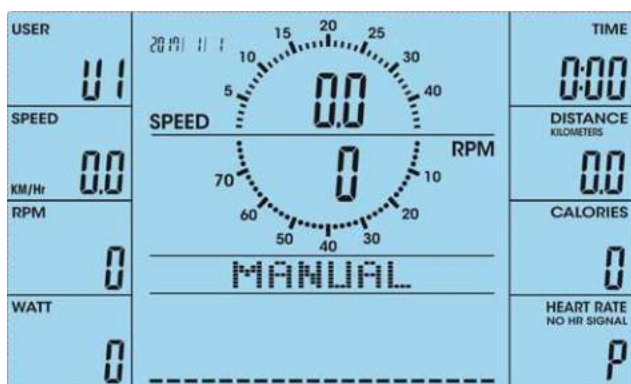 USER
U1
SPEED
KM/Hr 0.0
RPM
0
WATT
0
2017/ 1/ 1
5 10 15 20 25 30 40
SPEED 0.0
RPM 0
10 20 30 40 50 60 70
MANUAL
TIME
0:00
DISTANCE
KILOMETERS
0.0
CALORIES
0
HEART RATE
NO HR SIGNAL
P